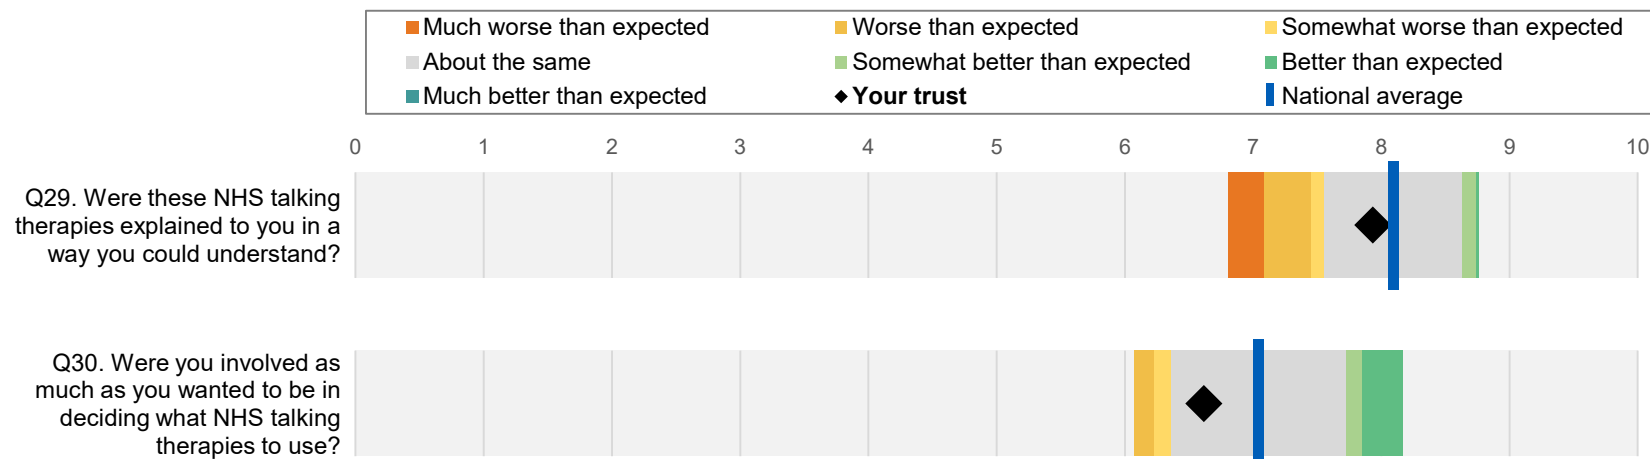 Much worse than expected
Worse than expected
Somewhat worse than expected
About the same
Somewhat better than expected
Better than expected
Much better than expected
Your trust
National average
0 1 2 3 4 5 6 7 8 9 10
Q29. Were these NHS talking
therapies explained to you in a
way you could understand?
Q30. Were you involved as
much as you wanted to be in
deciding what NHS talking
therapies to use?